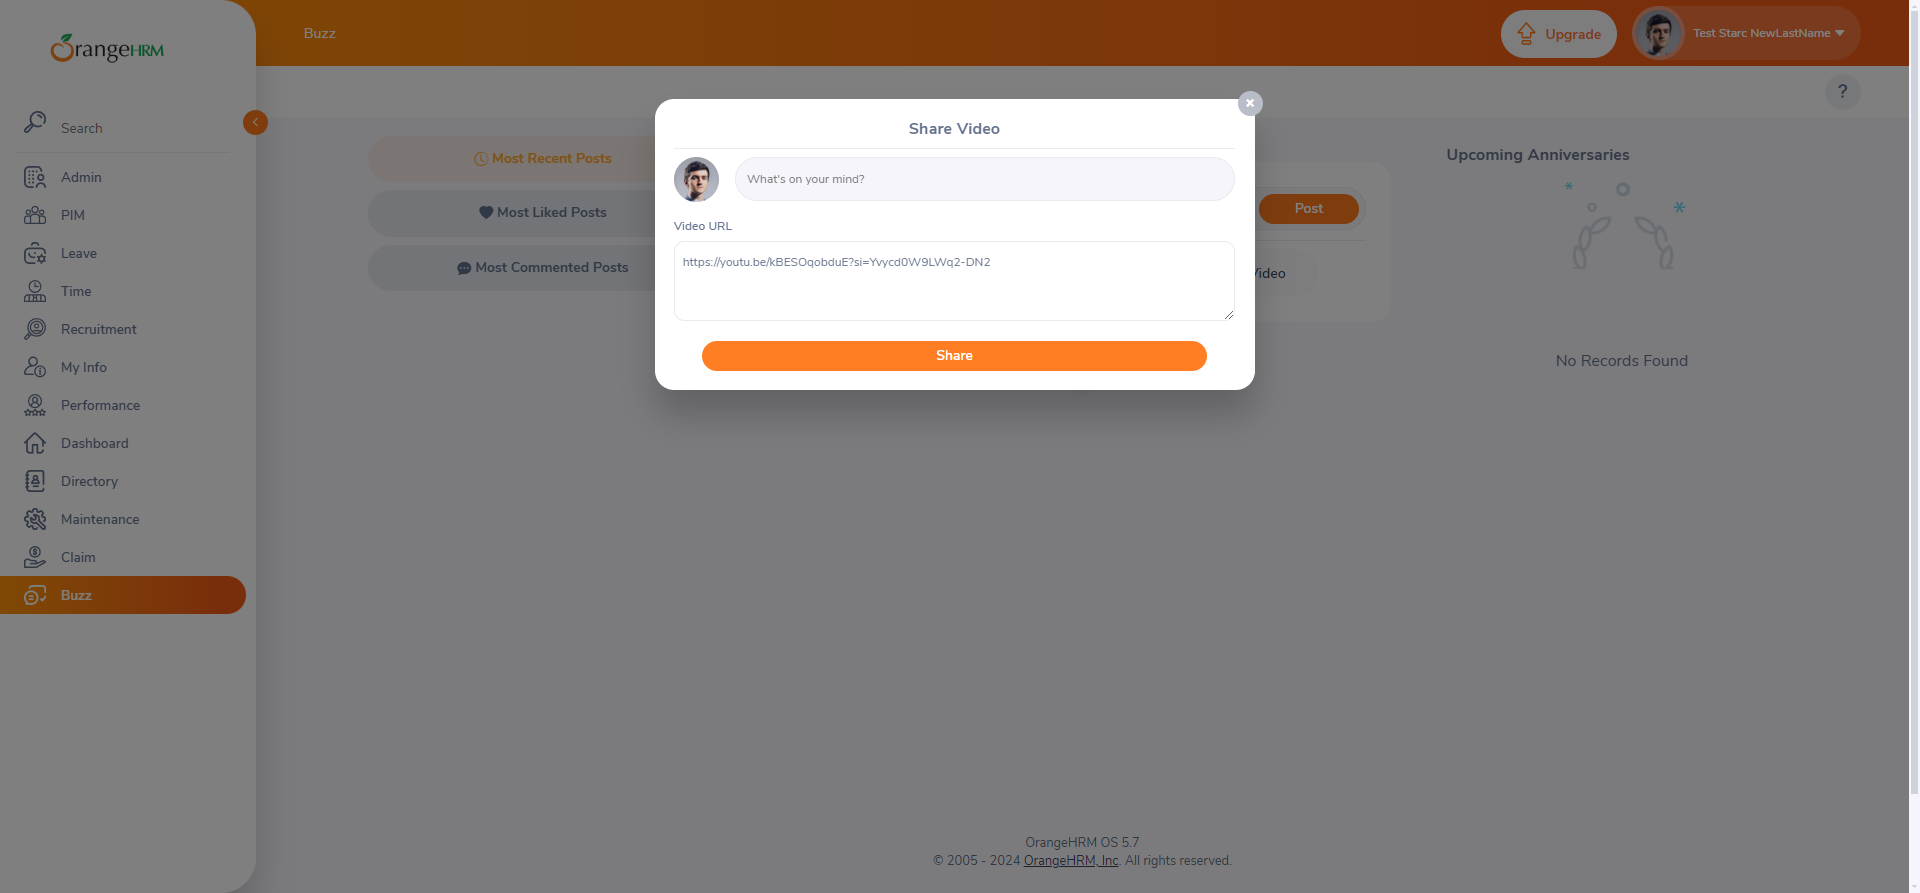 OrangeHRM
Search
Admin
PIM
Leave
Time
Recruitment
My Info
Performance
Dashboard
Directory
Maintenance
Claim
Buzz
Buzz
Upgrade
Test Starc NewLastName
?
Most Recent Posts
Most Liked Posts
Most Commented Posts
Share Video
What's on your mind?
Video URL
https://youtu.be/kBESOqobduE?si=Yvycd0W9LWq2-DN2
Share
Post
Video
Upcoming Anniversaries
No Records Found
OrangeHRM OS 5.7
© 2005 - 2024 OrangeHRM, Inc. All rights reserved.